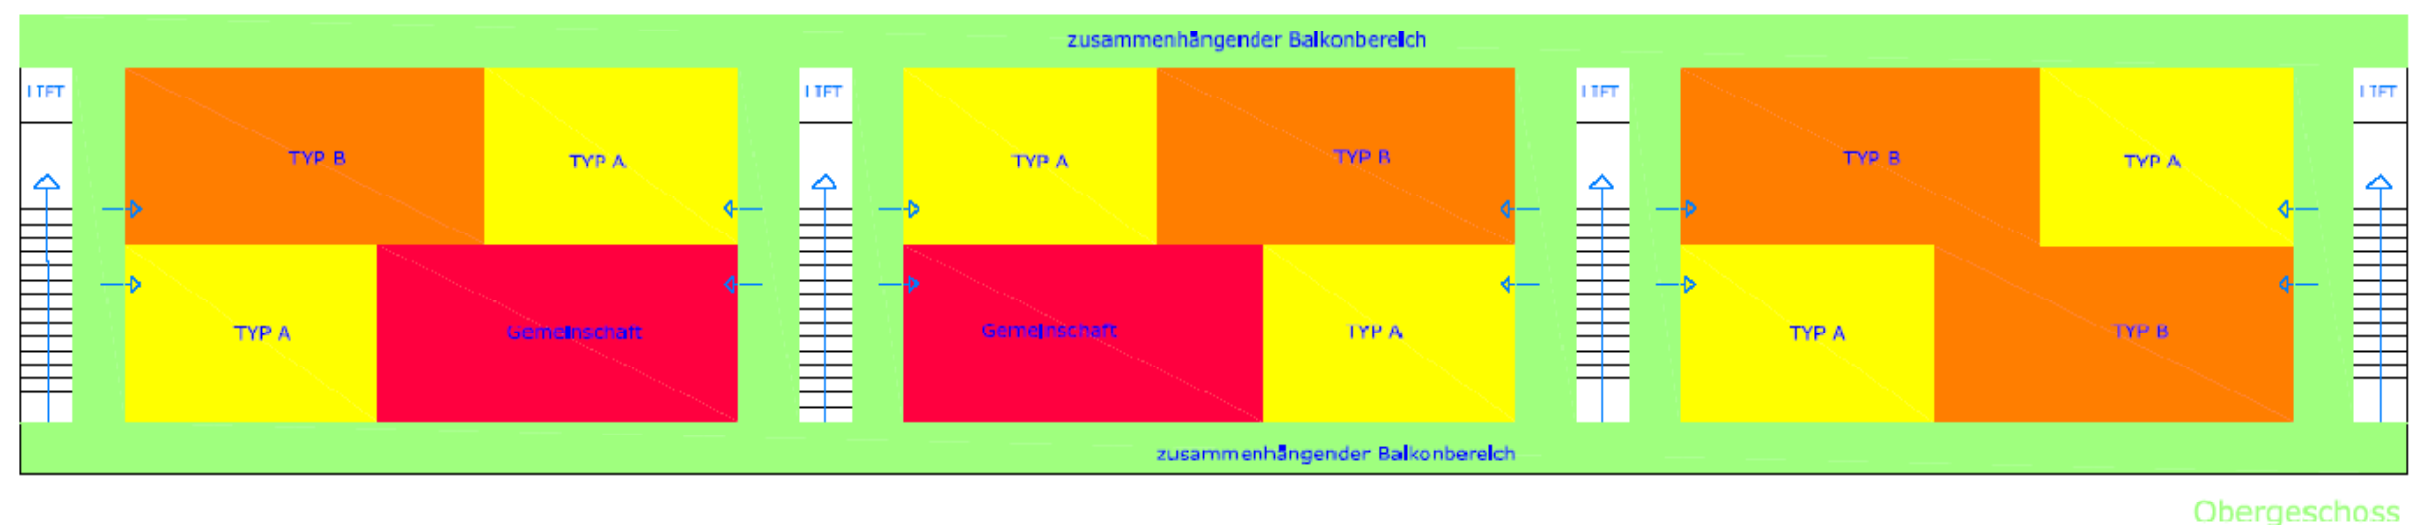 zusammenhängender Balkonbereich
LIFT LIFT LIFT LIFT
TYP B TYP A TYP A TYP B TYP B TYP A
TYP A Gemeinschaft Gemeinschaft TYP A TYP A TYP B
zusammenhängender Balkonbereich
Obergeschoss